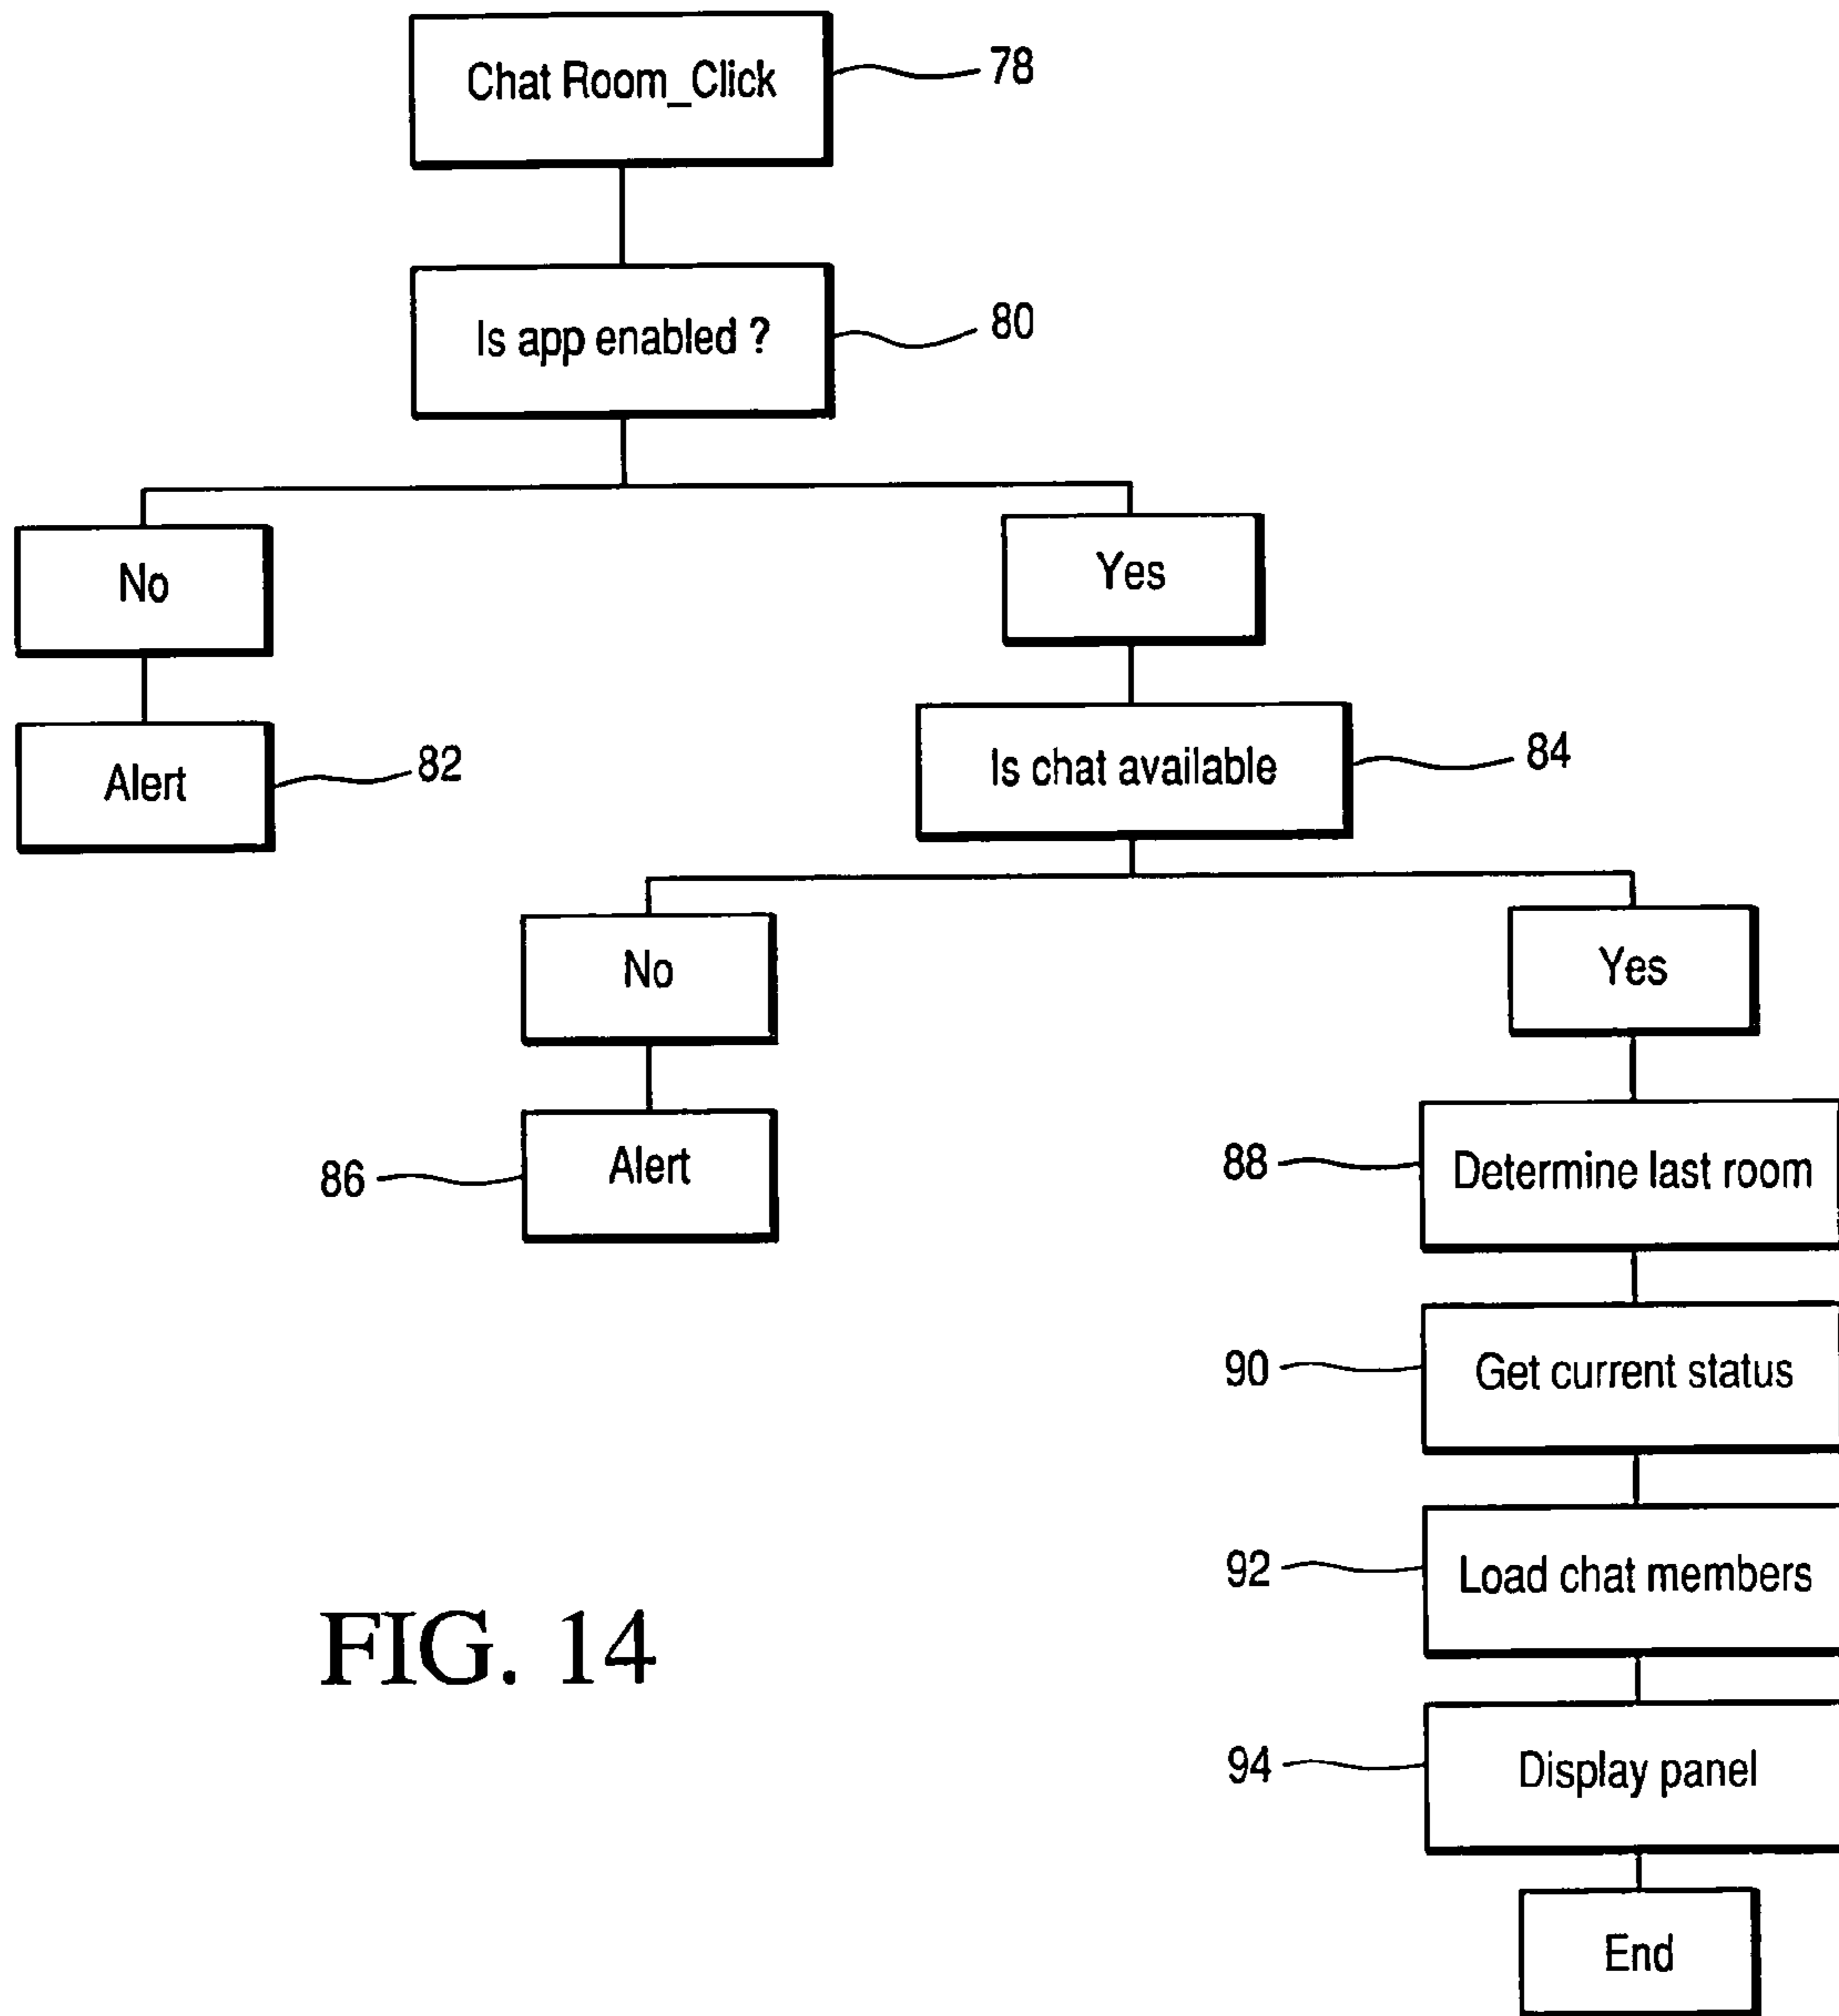 Chat Room_Click
78
Is app enabled ?
80
No
Yes
Alert
82
Is chat available
84
No
Yes
86
Alert
88
Determine last room
90
Get current status
92
Load chat members
94
Display panel
End
FIG. 14